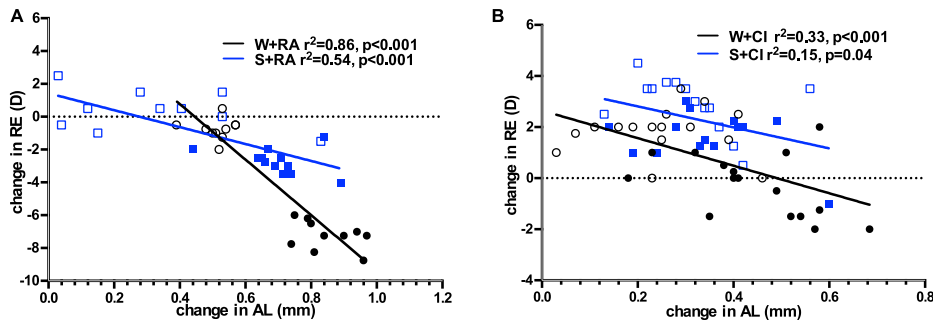 A
W+RA r²=0.86, p<0.001
S+RA r²=0.54, p<0.001
change in RE (D)
6
4
2
0
-2
-4
-6
-8
-10
0.0
0.2
0.4
0.6
0.8
1.0
1.2
change in AL (mm)
B
W+Cl r²=0.33, p<0.001
S+Cl r²=0.15, p=0.04
change in RE (D)
6
4
2
0
-2
-4
0.0
0.2
0.4
0.6
0.8
change in AL (mm)